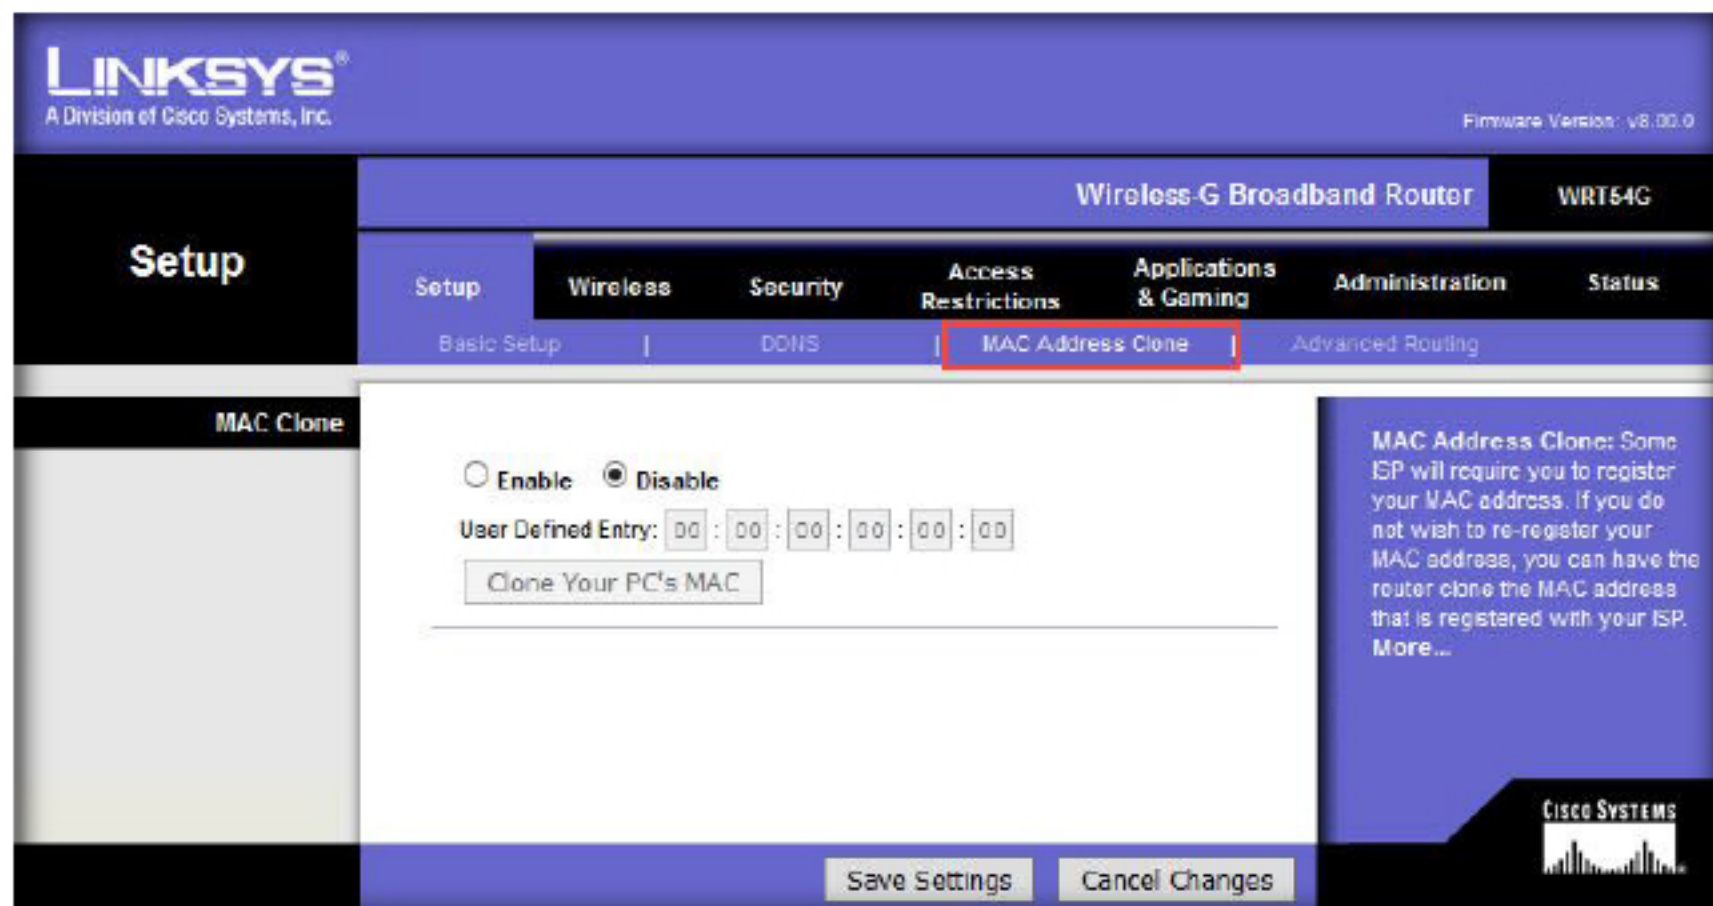 LINKSYS®
A Division of Cisco Systems, Inc.
Firmware Version: v8.00.0
Wireless-G Broadband Router
WRT54G
Setup
Setup
Wireless
Security
Access
Restrictions
Applications
& Gaming
Administration
Status
Basic Setup | DDNS | MAC Address Clone | Advanced Routing
MAC Clone
Enable Disable
User Defined Entry: 00 : 00 : 00 : 00 : 00 : 00
Clone Your PC's MAC
MAC Address Clone: Some
ISP will require you to register
your MAC address. If you do
not wish to re-register your
MAC address, you can have the
router clone the MAC address
that is registered with your ISP.
More...
CISCO SYSTEMS
Save Settings
Cancel Changes